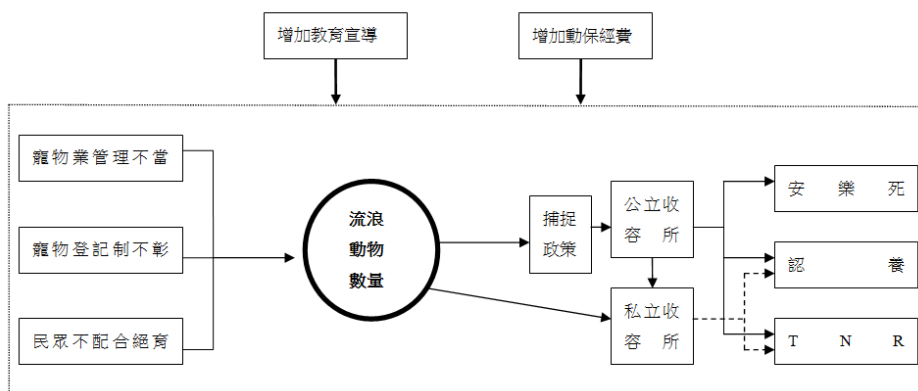 增加教育宣導
增加動保經費
寵物業管理不當
寵物登記制不彰
民眾不配合絕育
流浪
動物
數量
捕捉
政策
公立收
容所
私立收
容所
安樂死
認養
TNR